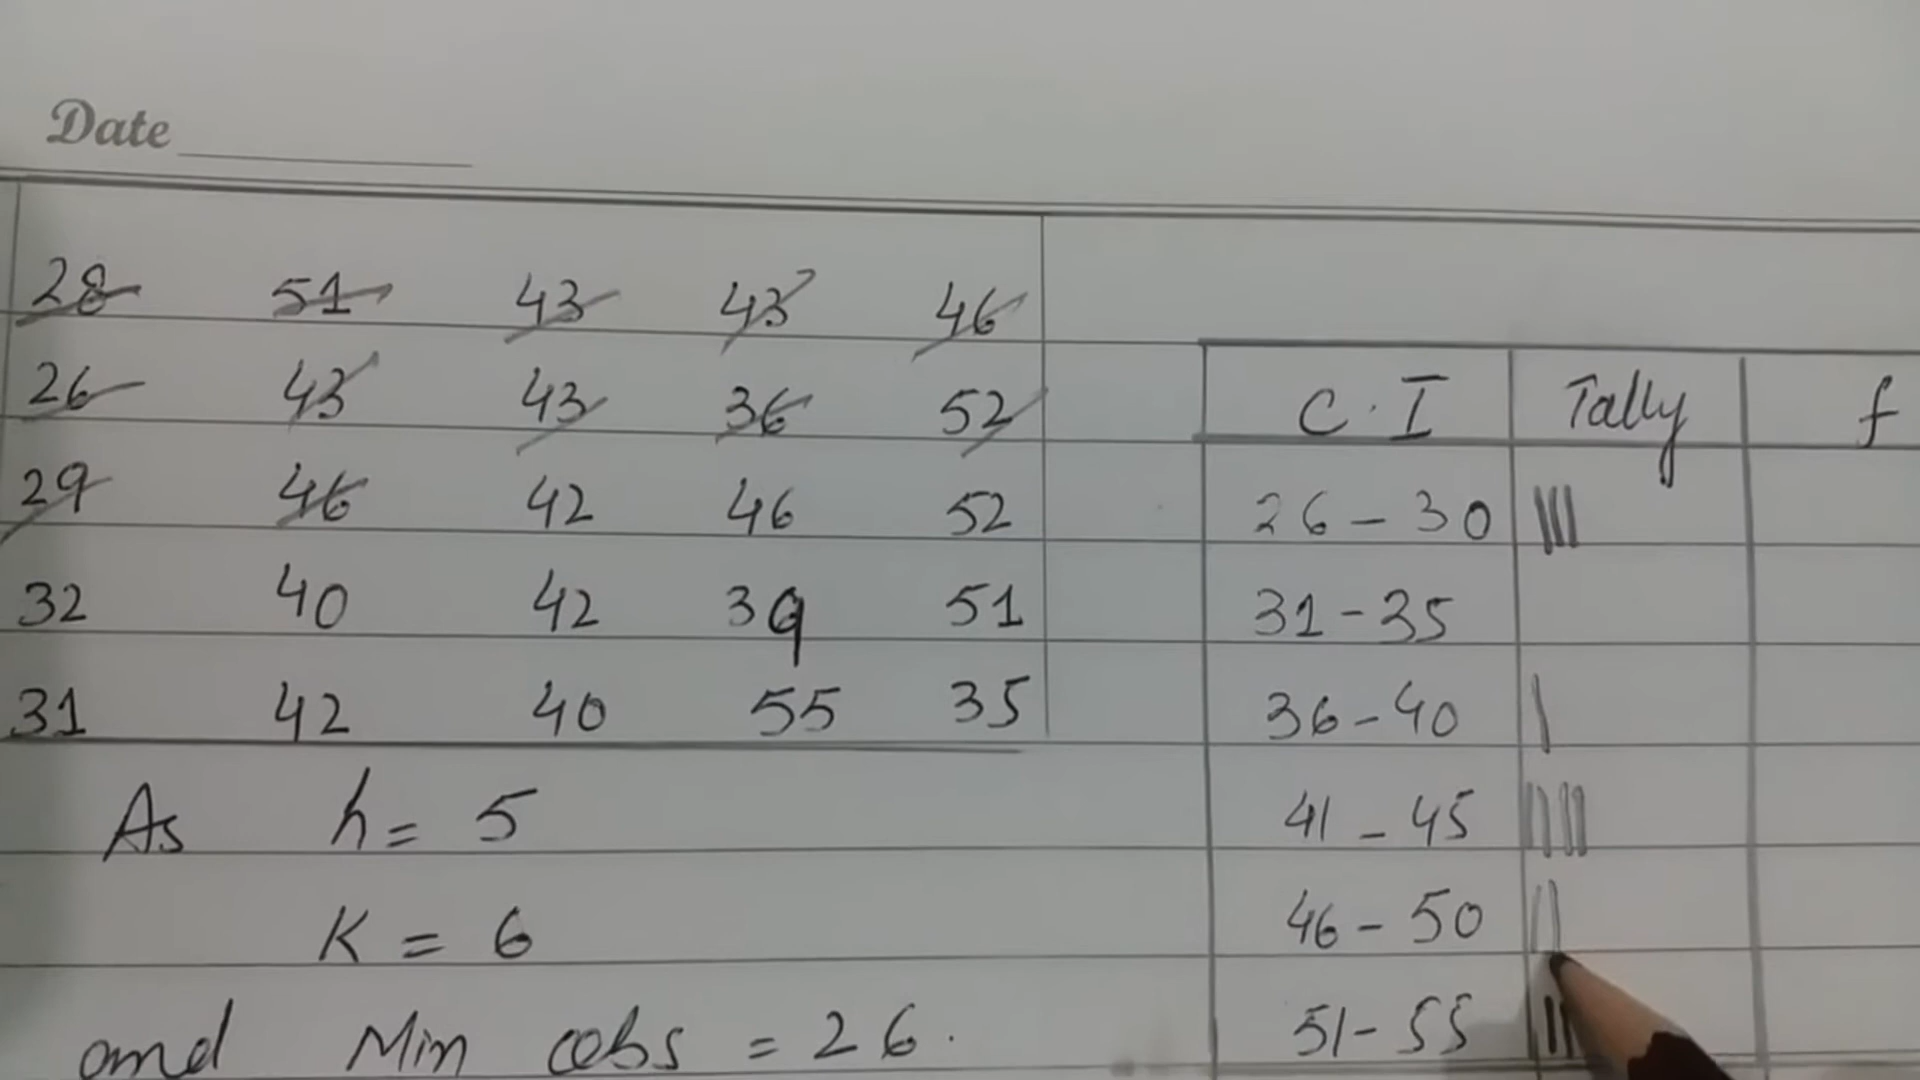 Date
28 51 43 43 46
26 43 43 36 52
29 46 42 46 52
32 40 42 39 51
31 42 40 55 35
As h = 5
K = 6
and Min obs = 26.
C.I Tally f
26 - 30 |||
31 - 35
36 - 40 |
41 - 45 ||||
46 - 50 ||
51 - 55 ||